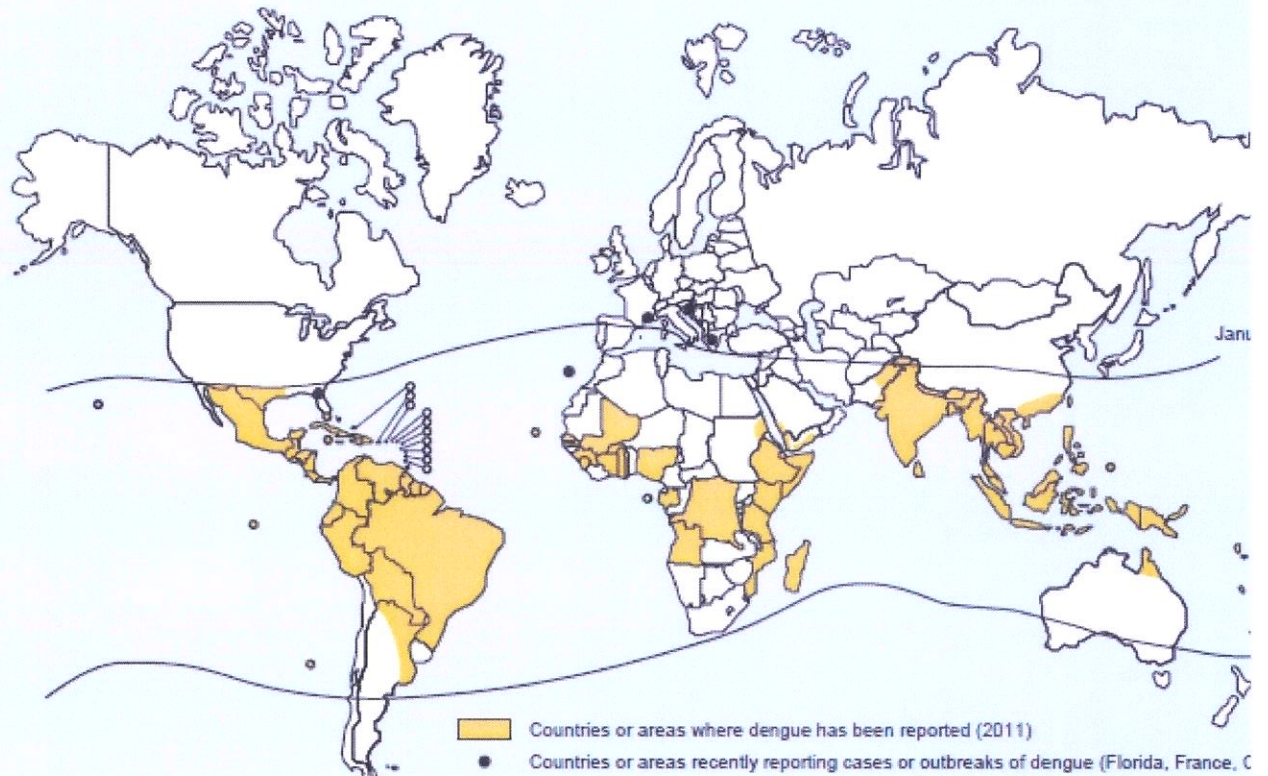 Janu
Countries or areas where dengue has been reported (2011)
Countries or areas recently reporting cases or outbreaks of dengue (Florida, France, C